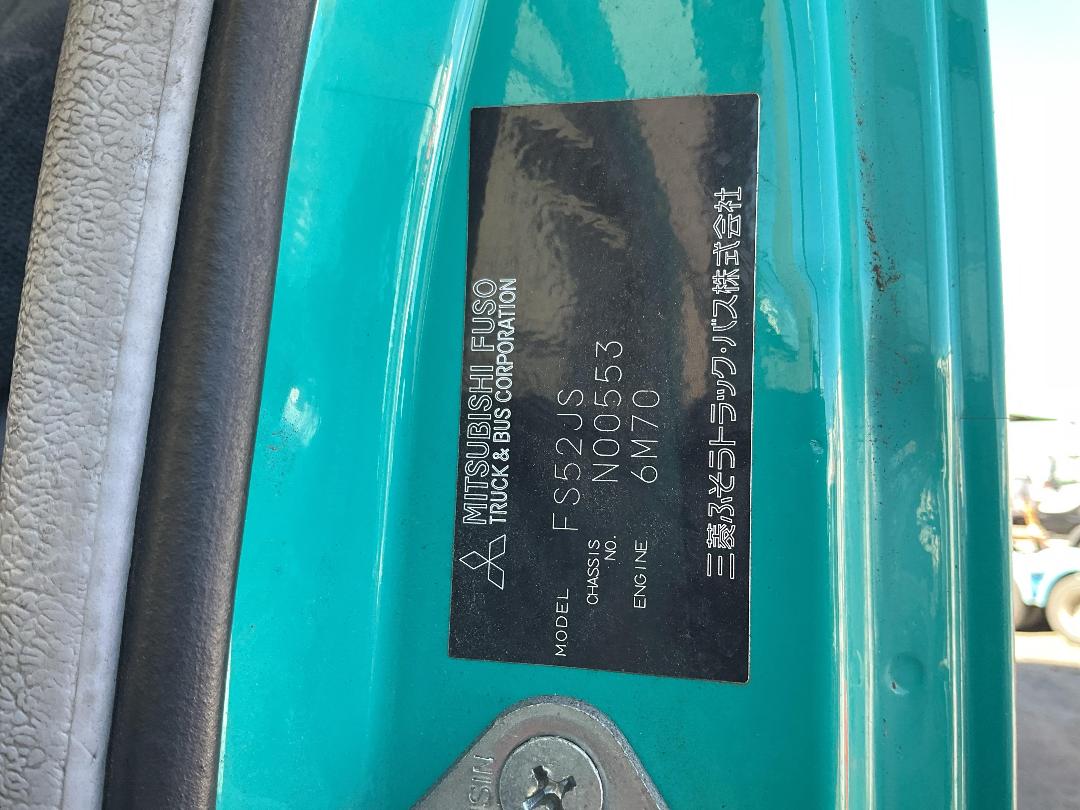 MITSUBISHI FUSO
TRUCK & BUS CORPORATION
MODEL FS52JS
CHASSIS NO. N00553
ENGINE 6M70
三菱ふそうトラック・バス株式会社
SIN